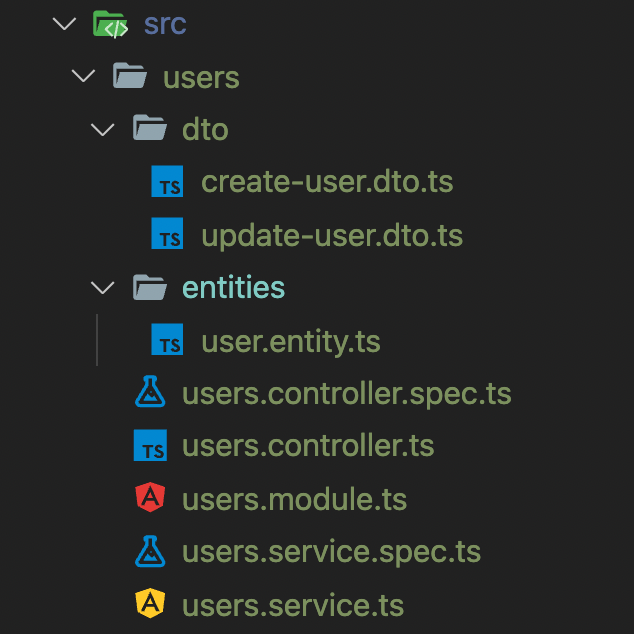 src
users
dto
TS create-user.dto.ts
TS update-user.dto.ts
entities
TS user.entity.ts
users.controller.spec.ts
TS users.controller.ts
A users.module.ts
users.service.spec.ts
A users.service.ts